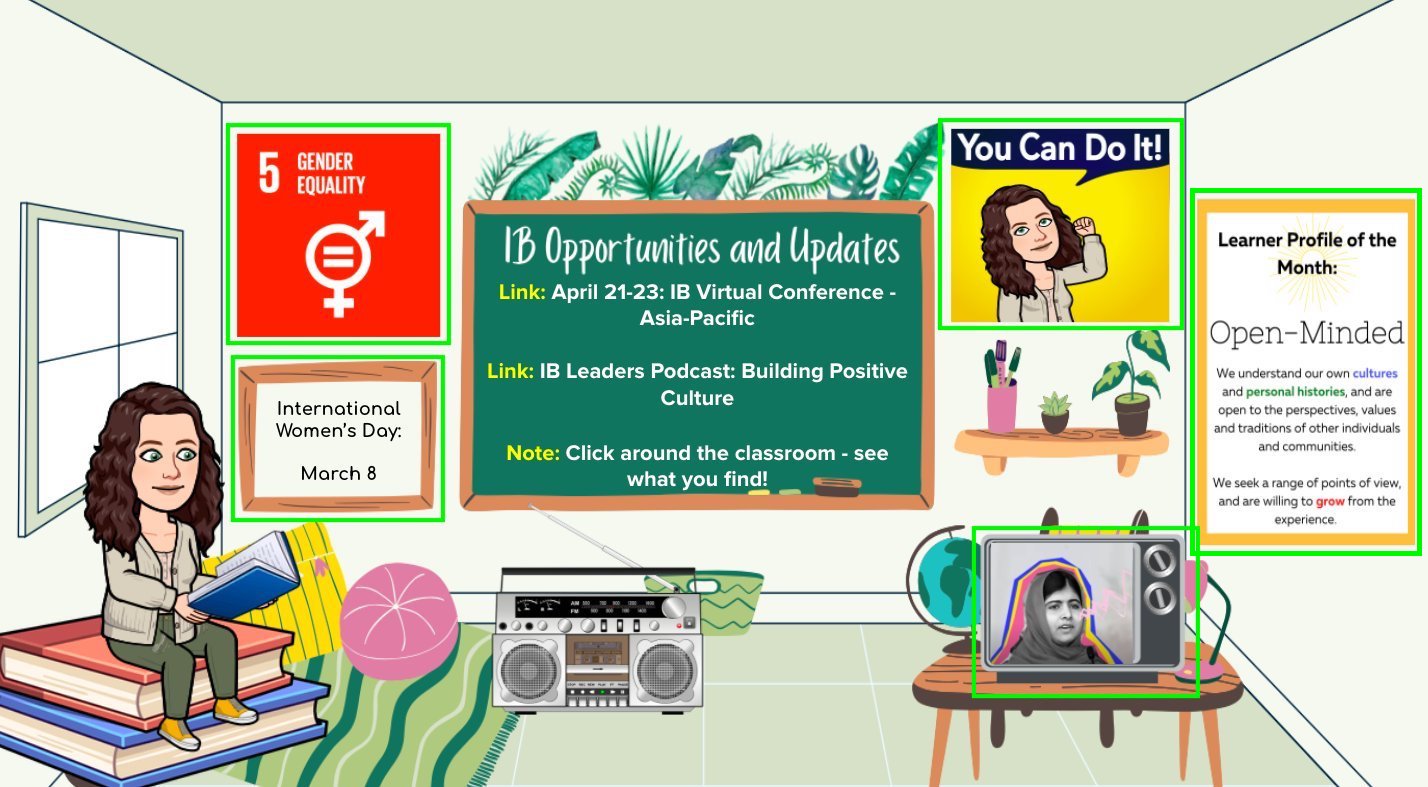 5 GENDER
EQUALITY
International
Women's Day:
March 8
IB Opportunities and Updates
Link: April 21-23: IB Virtual Conference -
Asia-Pacific
Link: IB Leaders Podcast: Building Positive
Culture
Note: Click around the classroom - see
what you find!
You Can Do It!
Learner Profile of the
Month:
Open-Minded
We understand our own cultures
and personal histories, and are
open to the perspectives, values
and traditions of other individuals
and communities.
We seek a range of points of view,
and are willing to grow from the
experience.
AM
FM